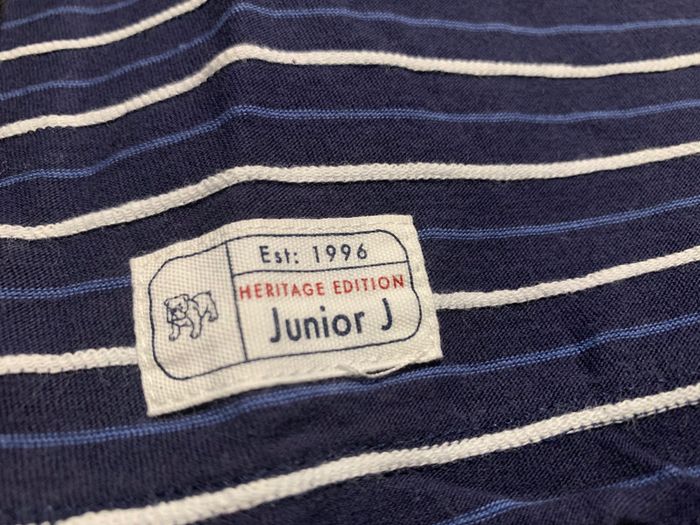 Est: 1996
HERITAGE EDITION
Junior J